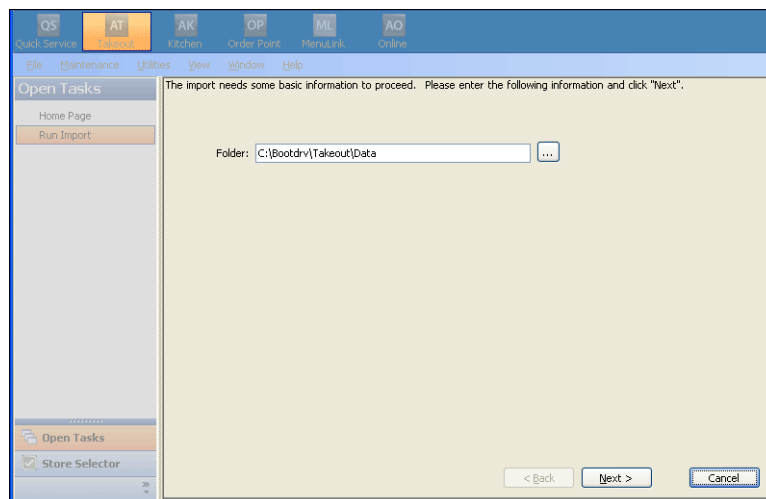 QS AT AK OP ML AO
Quick Service Takeout Kitchen Order Point MenuLink Online
File Maintenance Utilities View Window Help
Open Tasks
The import needs some basic information to proceed. Please enter the following information and click "Next".
Home Page
Run Import
Folder: C:\Bootdrv\Takeout\Data ...
Open Tasks
Store Selector
< Back Next > Cancel